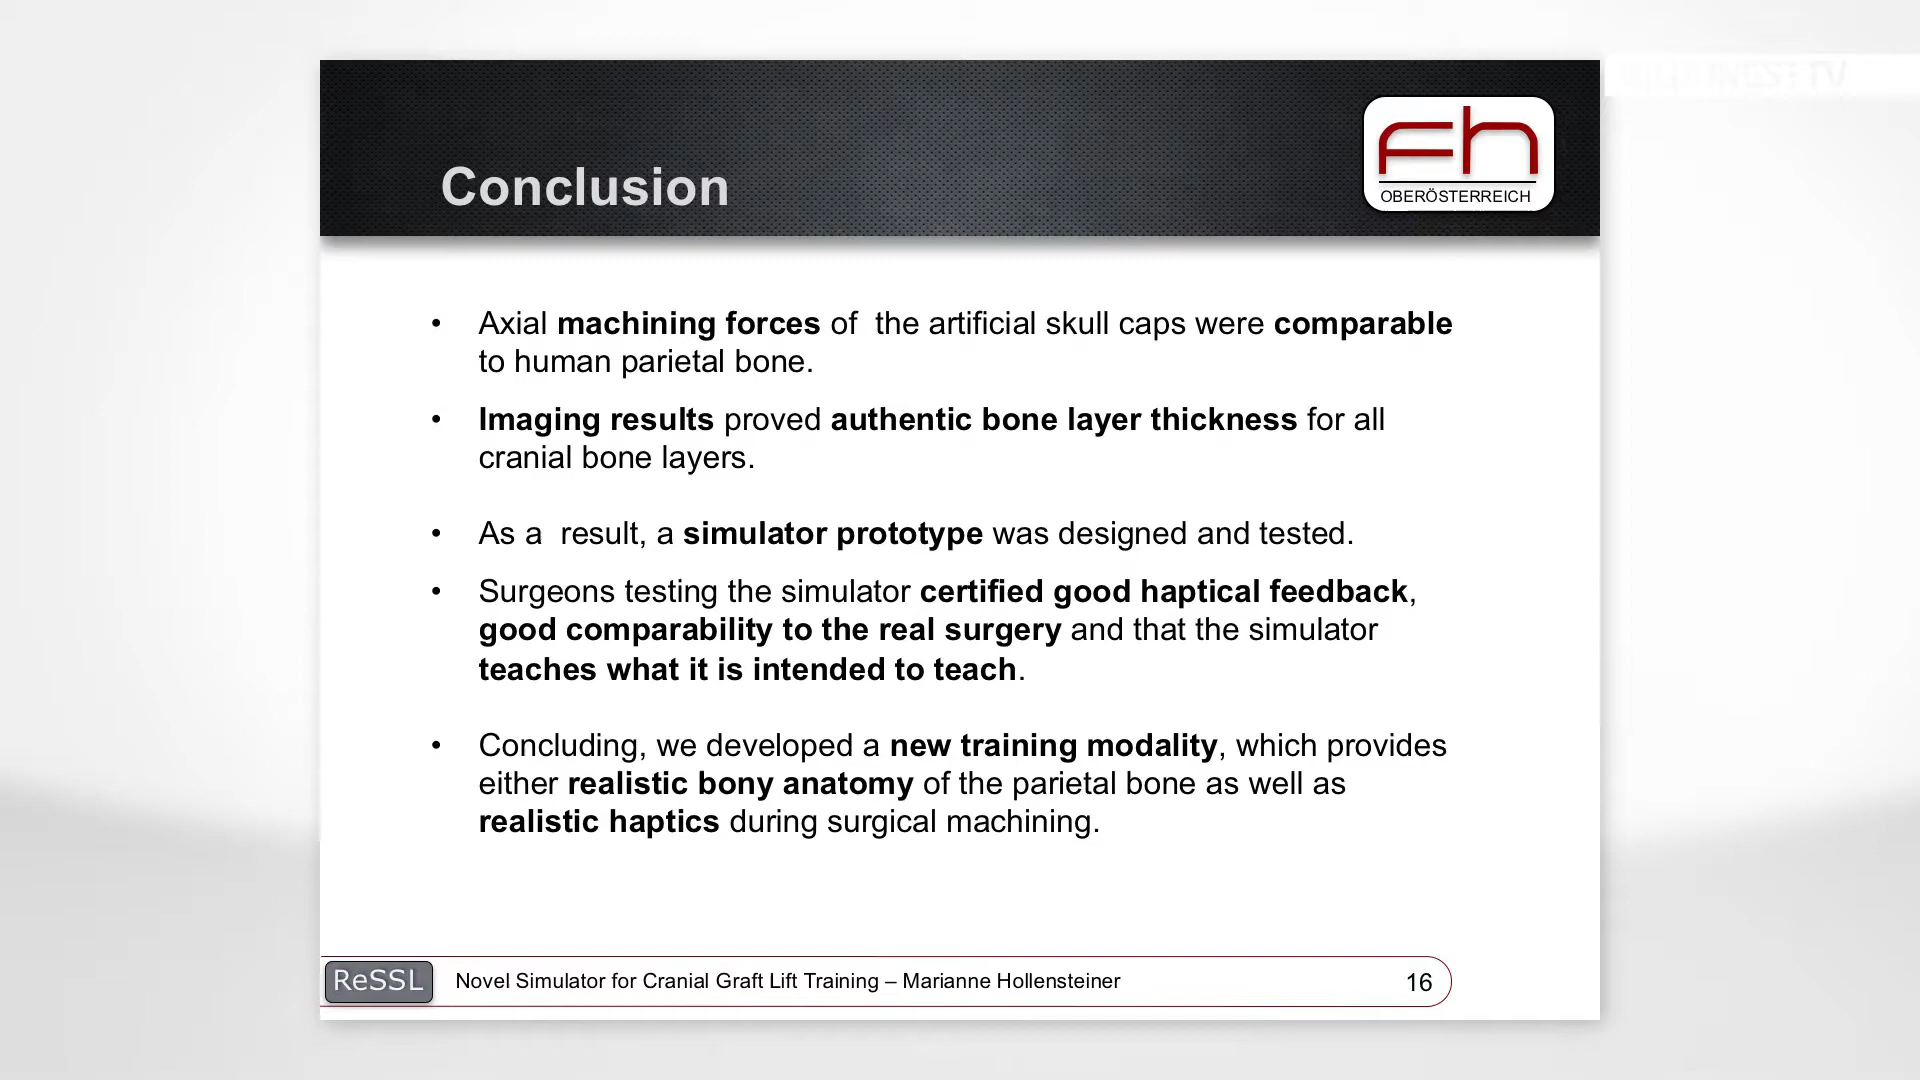 Conclusion
fh
OBERÖSTERREICH
• Axial machining forces of  the artificial skull caps were comparable
to human parietal bone.
• Imaging results proved authentic bone layer thickness for all
cranial bone layers.
• As a  result, a simulator prototype was designed and tested.
• Surgeons testing the simulator certified good haptical feedback,
good comparability to the real surgery and that the simulator
teaches what it is intended to teach.
• Concluding, we developed a new training modality, which provides
either realistic bony anatomy of the parietal bone as well as
realistic haptics during surgical machining.
ReSSL
Novel Simulator for Cranial Graft Lift Training – Marianne Hollensteiner
16